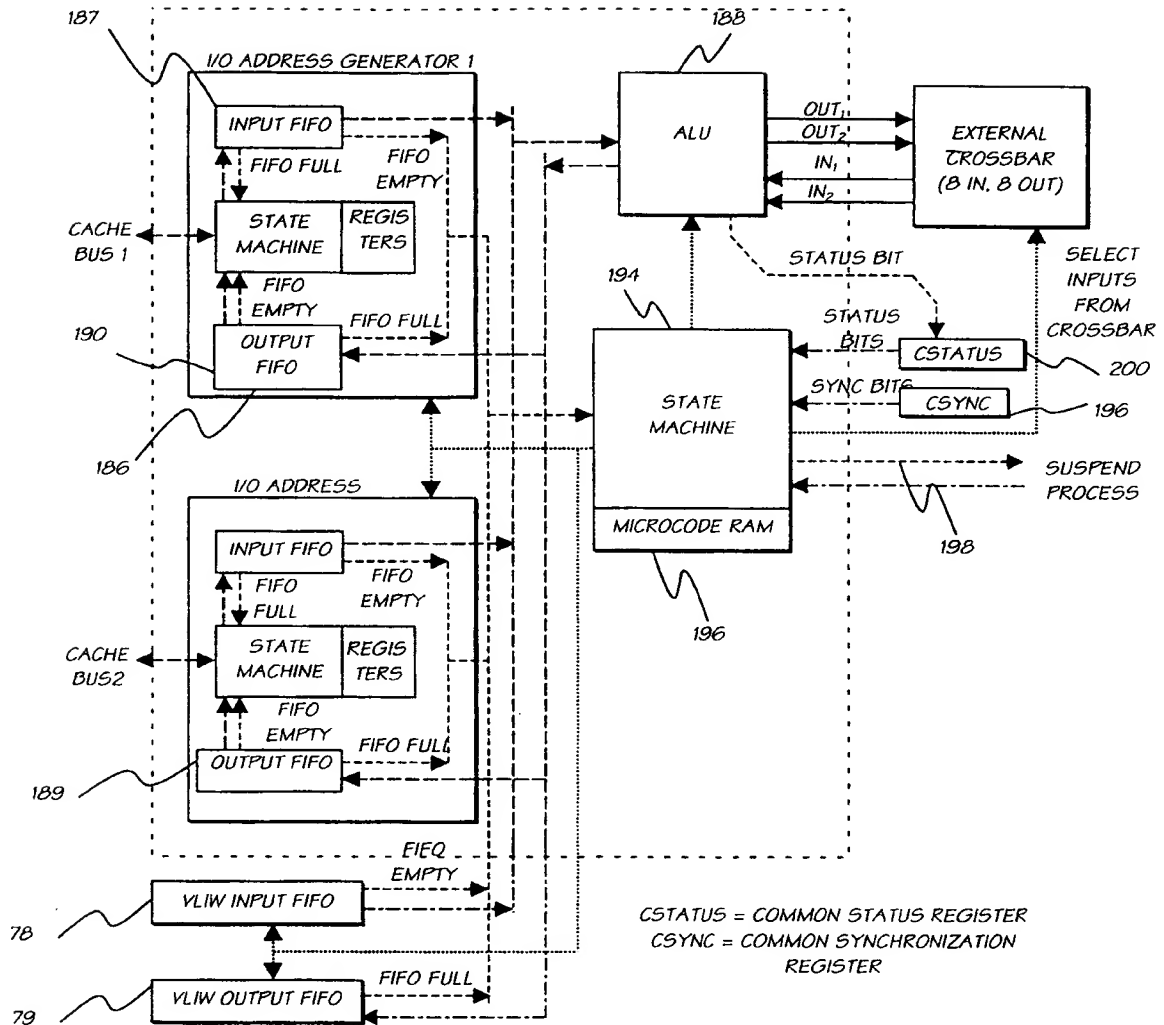 187
188
I/O ADDRESS GENERATOR 1
INPUT FIFO
FIFO FULL
FIFO
EMPTY
STATE
MACHINE
REGIS
TERS
CACHE
BUS 1
FIFO
EMPTY
FIFO FULL
OUTPUT
FIFO
190
186
ALU
OUT1
OUT2
IN1
IN2
EXTERNAL
CROSSBAR
(8 IN, 8 OUT)
STATUS BIT
SELECT
INPUTS
FROM
CROSSBAR
194
STATUS
BITS
CSTATUS
200
SYNC BITS
CSYNC
196
STATE
MACHINE
MICROCODE RAM
196
SUSPEND
PROCESS
198
I/O ADDRESS
INPUT FIFO
FIFO
FULL
FIFO
EMPTY
STATE
MACHINE
REGIS
TERS
CACHE
BUS2
FIFO
EMPTY
FIFO FULL
OUTPUT FIFO
189
FIFO
EMPTY
VLIW INPUT FIFO
78
FIFO FULL
VLIW OUTPUT FIFO
79
CSTATUS = COMMON STATUS REGISTER
CSYNC = COMMON SYNCHRONIZATION
REGISTER